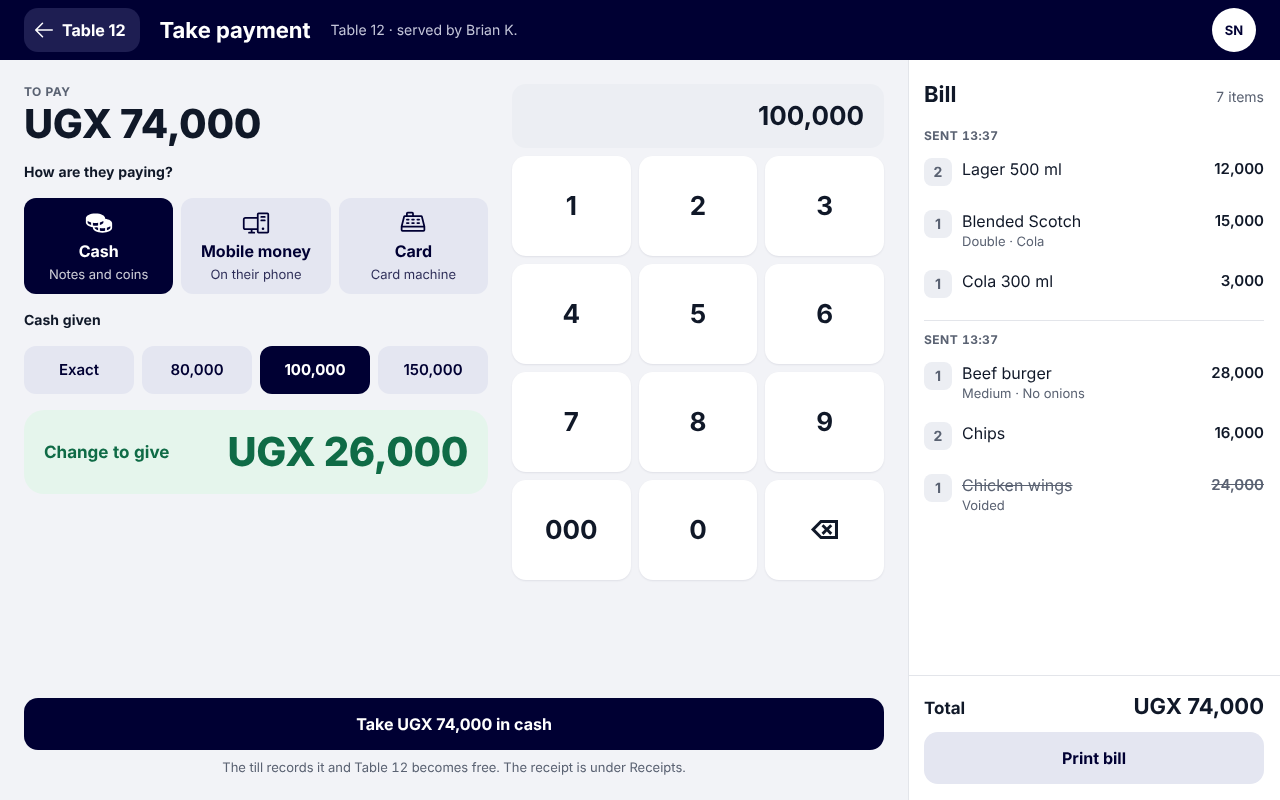 Table 12
Take payment
Table 12 · served by Brian K.
SN
TO PAY
UGX 74,000
How are they paying?
Cash
Notes and coins
Mobile money
On their phone
Card
Card machine
Cash given
Exact
80,000
100,000
150,000
Change to give
UGX 26,000
100,000
1
2
3
4
5
6
7
8
9
000
0
Take UGX 74,000 in cash
The till records it and Table 12 becomes free. The receipt is under Receipts.
Bill
7 items
SENT 13:37
2 Lager 500 ml 12,000
1 Blended Scotch 15,000
Double · Cola
1 Cola 300 ml 3,000
SENT 13:37
1 Beef burger 28,000
Medium · No onions
2 Chips 16,000
1 Chicken wings 24,000
Voided
Total UGX 74,000
Print bill